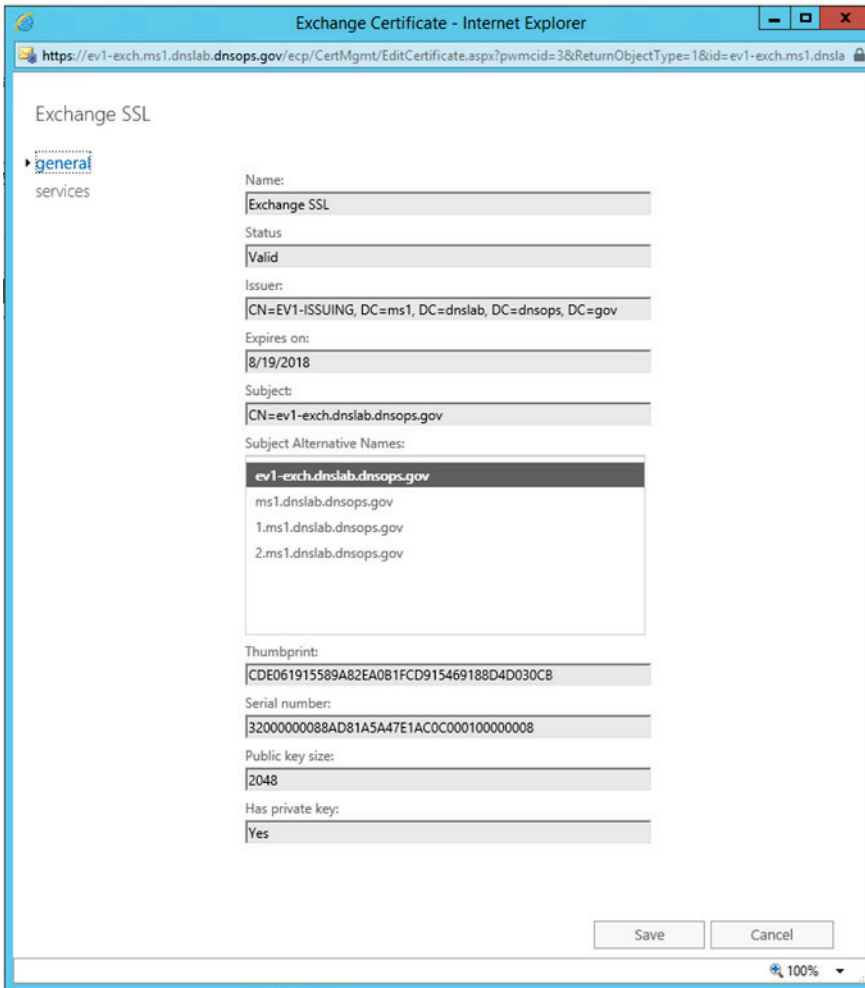 Exchange Certificate - Internet Explorer
https://ev1-exch.ms1.dnslab.dnsops.gov/ecp/CertMgmt/EditCertificate.aspx?pwmcid=3&ReturnObjectType=1&id=ev1-exch.ms1.dnsla
Exchange SSL
general
services
Name:
Exchange SSL
Status
Valid
Issuer:
CN=EV1-ISSUING, DC=ms1, DC=dnslab, DC=dnsops, DC=gov
Expires on:
8/19/2018
Subject:
CN=ev1-exch.dnslab.dnsops.gov
Subject Alternative Names:
ev1-exch.dnslab.dnsops.gov
ms1.dnslab.dnsops.gov
1.ms1.dnslab.dnsops.gov
2.ms1.dnslab.dnsops.gov
Thumbprint:
CDE061915589A82EA0B1FCD915469188D4D030CB
Serial number:
32000000088AD81A5A47E1AC0C000100000008
Public key size:
2048
Has private key:
Yes
Save
Cancel
100%